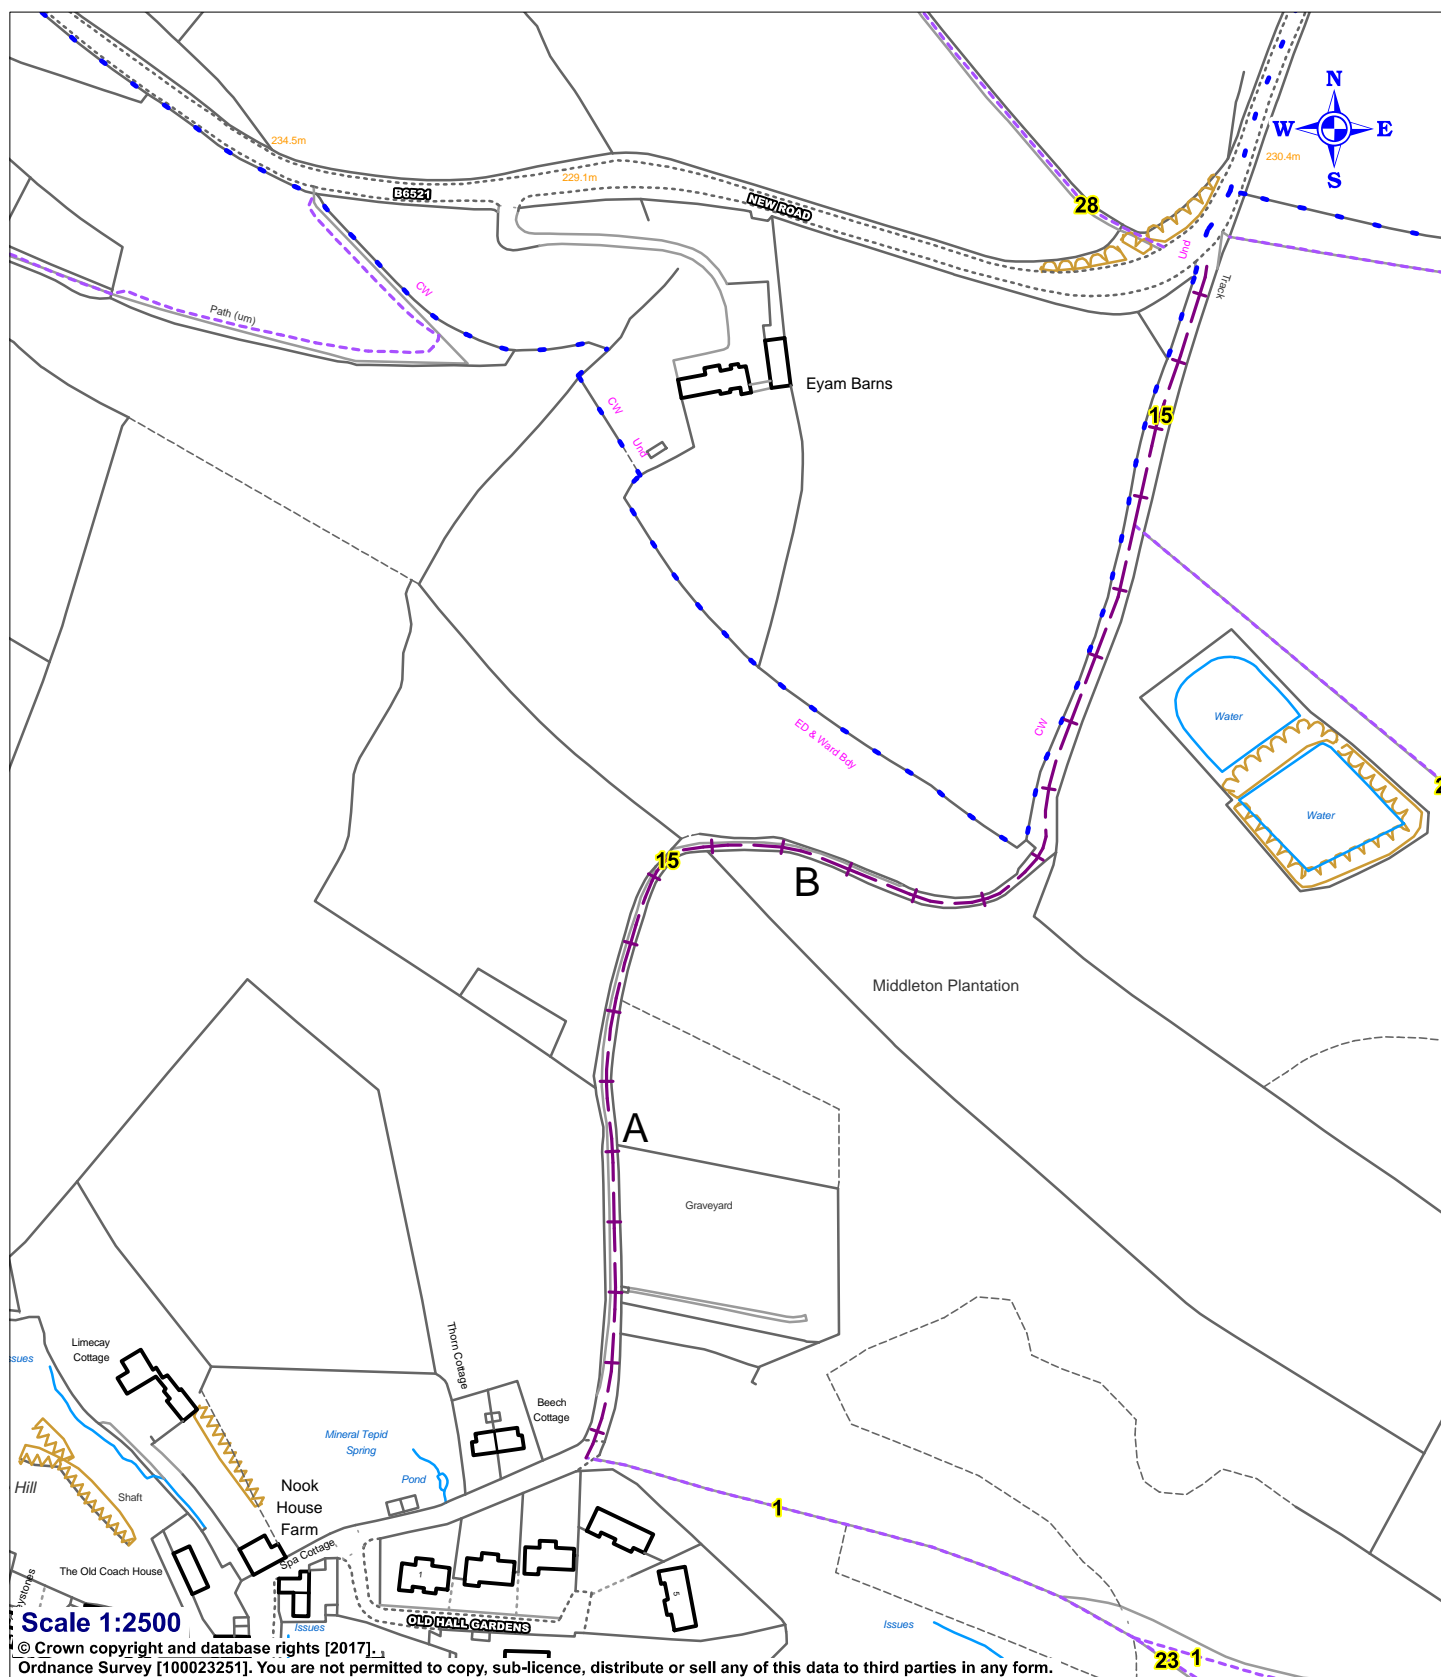 N
W E
S
234.5m
230.4m
229.1m
B6521
NEW ROAD
28
Und
Track
CW
Path (um)
Eyam Barns
CW
Und
15
Water
CW
ED & Ward Bdy
Water
2
15
B
Middleton Plantation
A
Graveyard
Limecay
Cottage
Thorn Cottage
Beech
Cottage
Mineral Tepid
Spring
Pond
Hill
Shaft
Nook
House
Farm
1
Spa Cottage
The Old Coach House
1
5
OLD HALL GARDENS
Issues
Issues
23 1
Scale 1:2500
© Crown copyright and database rights [2017].
Ordnance Survey [100023251]. You are not permitted to copy, sub-licence, distribute or sell any of this data to third parties in any form.